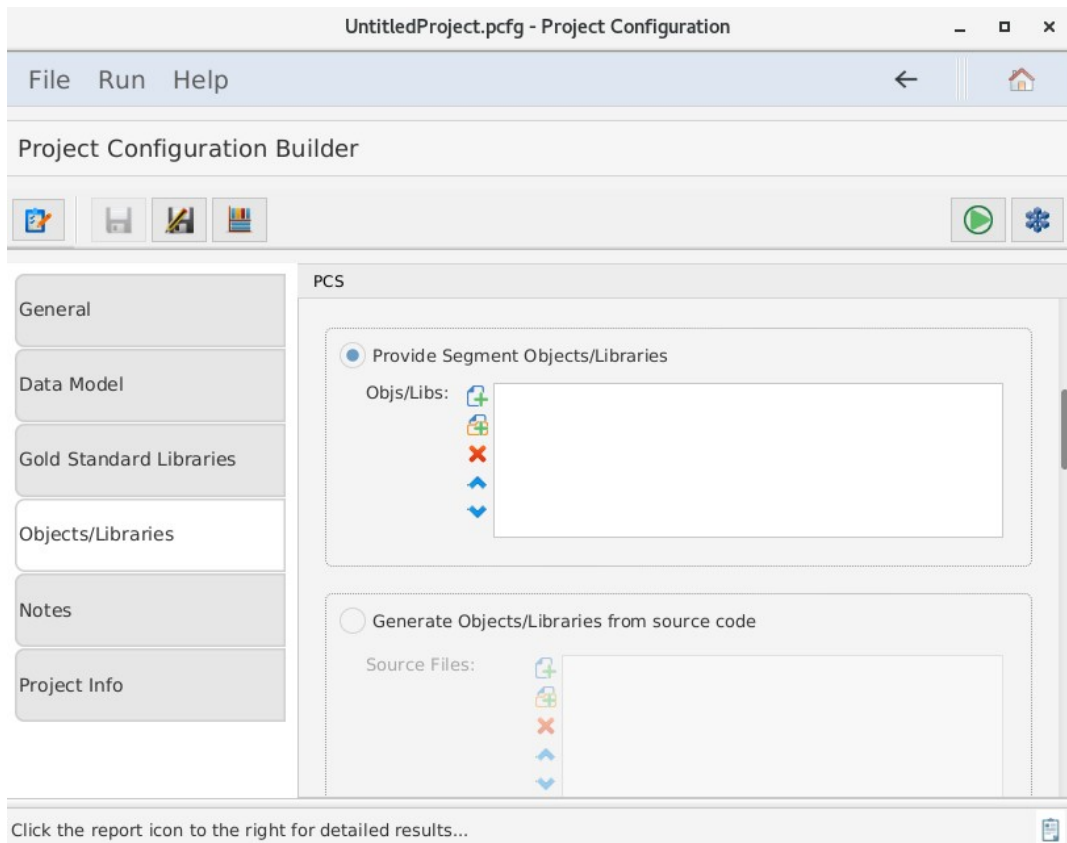 UntitledProject.pcfg - Project Configuration
File Run Help
Project Configuration Builder
General
Data Model
Gold Standard Libraries
Objects/Libraries
Notes
Project Info
PCS
Provide Segment Objects/Libraries
Objs/Libs:
Generate Objects/Libraries from source code
Source Files:
Click the report icon to the right for detailed results...